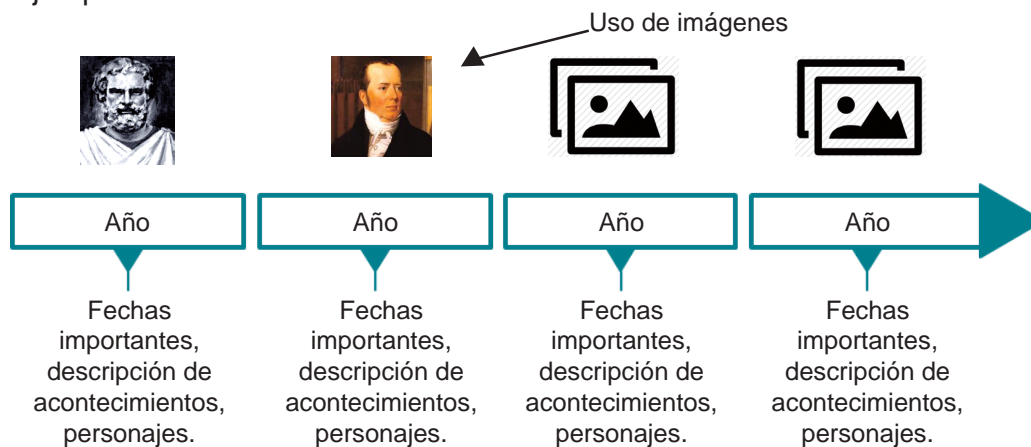 Uso de imágenes
Año
Año
Año
Año
Fechas
importantes,
descripción de
acontecimientos,
personajes.
Fechas
importantes,
descripción de
acontecimientos,
personajes.
Fechas
importantes,
descripción de
acontecimientos,
personajes.
Fechas
importantes,
descripción de
acontecimientos,
personajes.